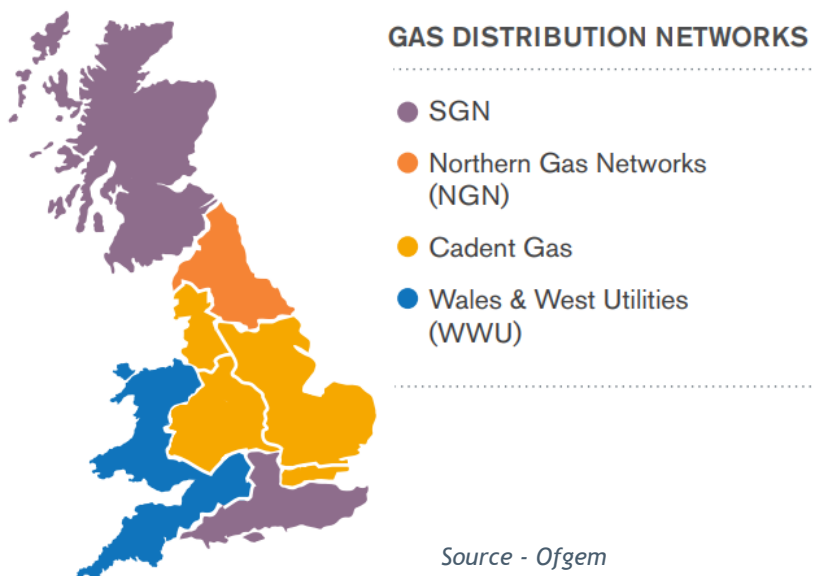 GAS DISTRIBUTION NETWORKS
SGN
Northern Gas Networks
(NGN)
Cadent Gas
Wales & West Utilities
(WWU)
Source - Ofgem